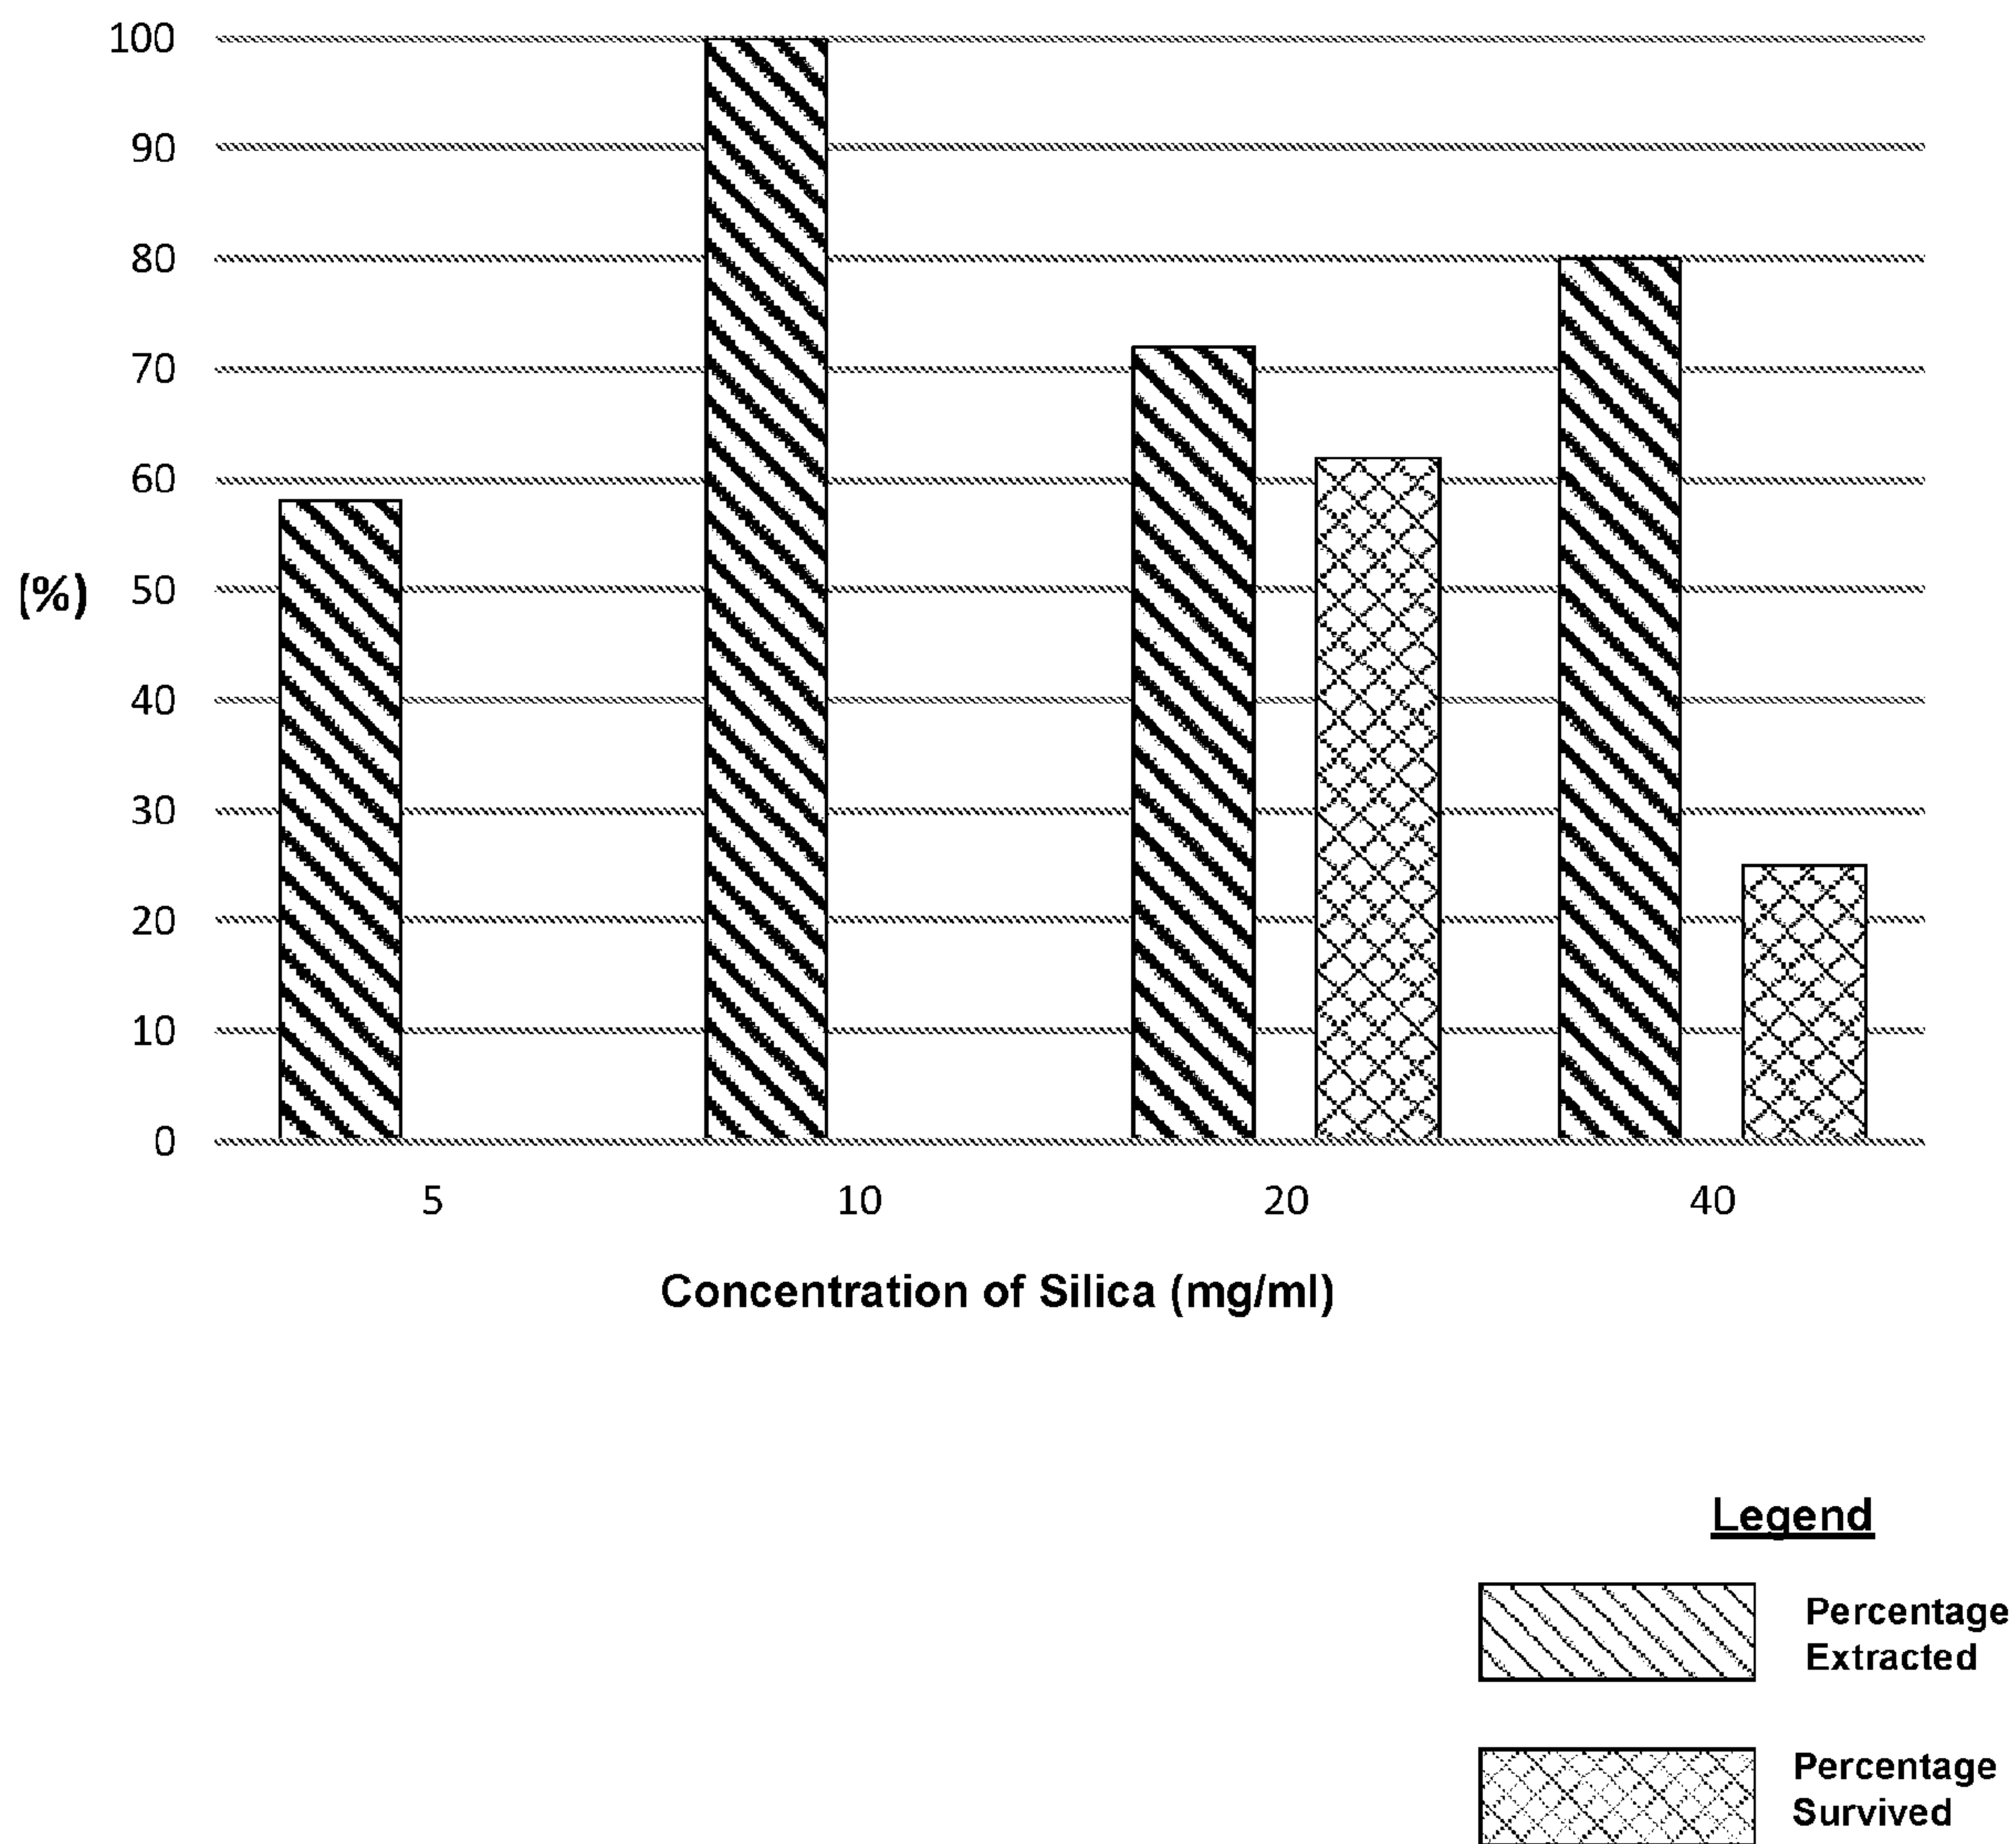 100
90
80
70
60
(%) 50
40
30
20
10
0
5 10 20 40
Concentration of Silica (mg/ml)
Legend
Percentage
Extracted
Percentage
Survived